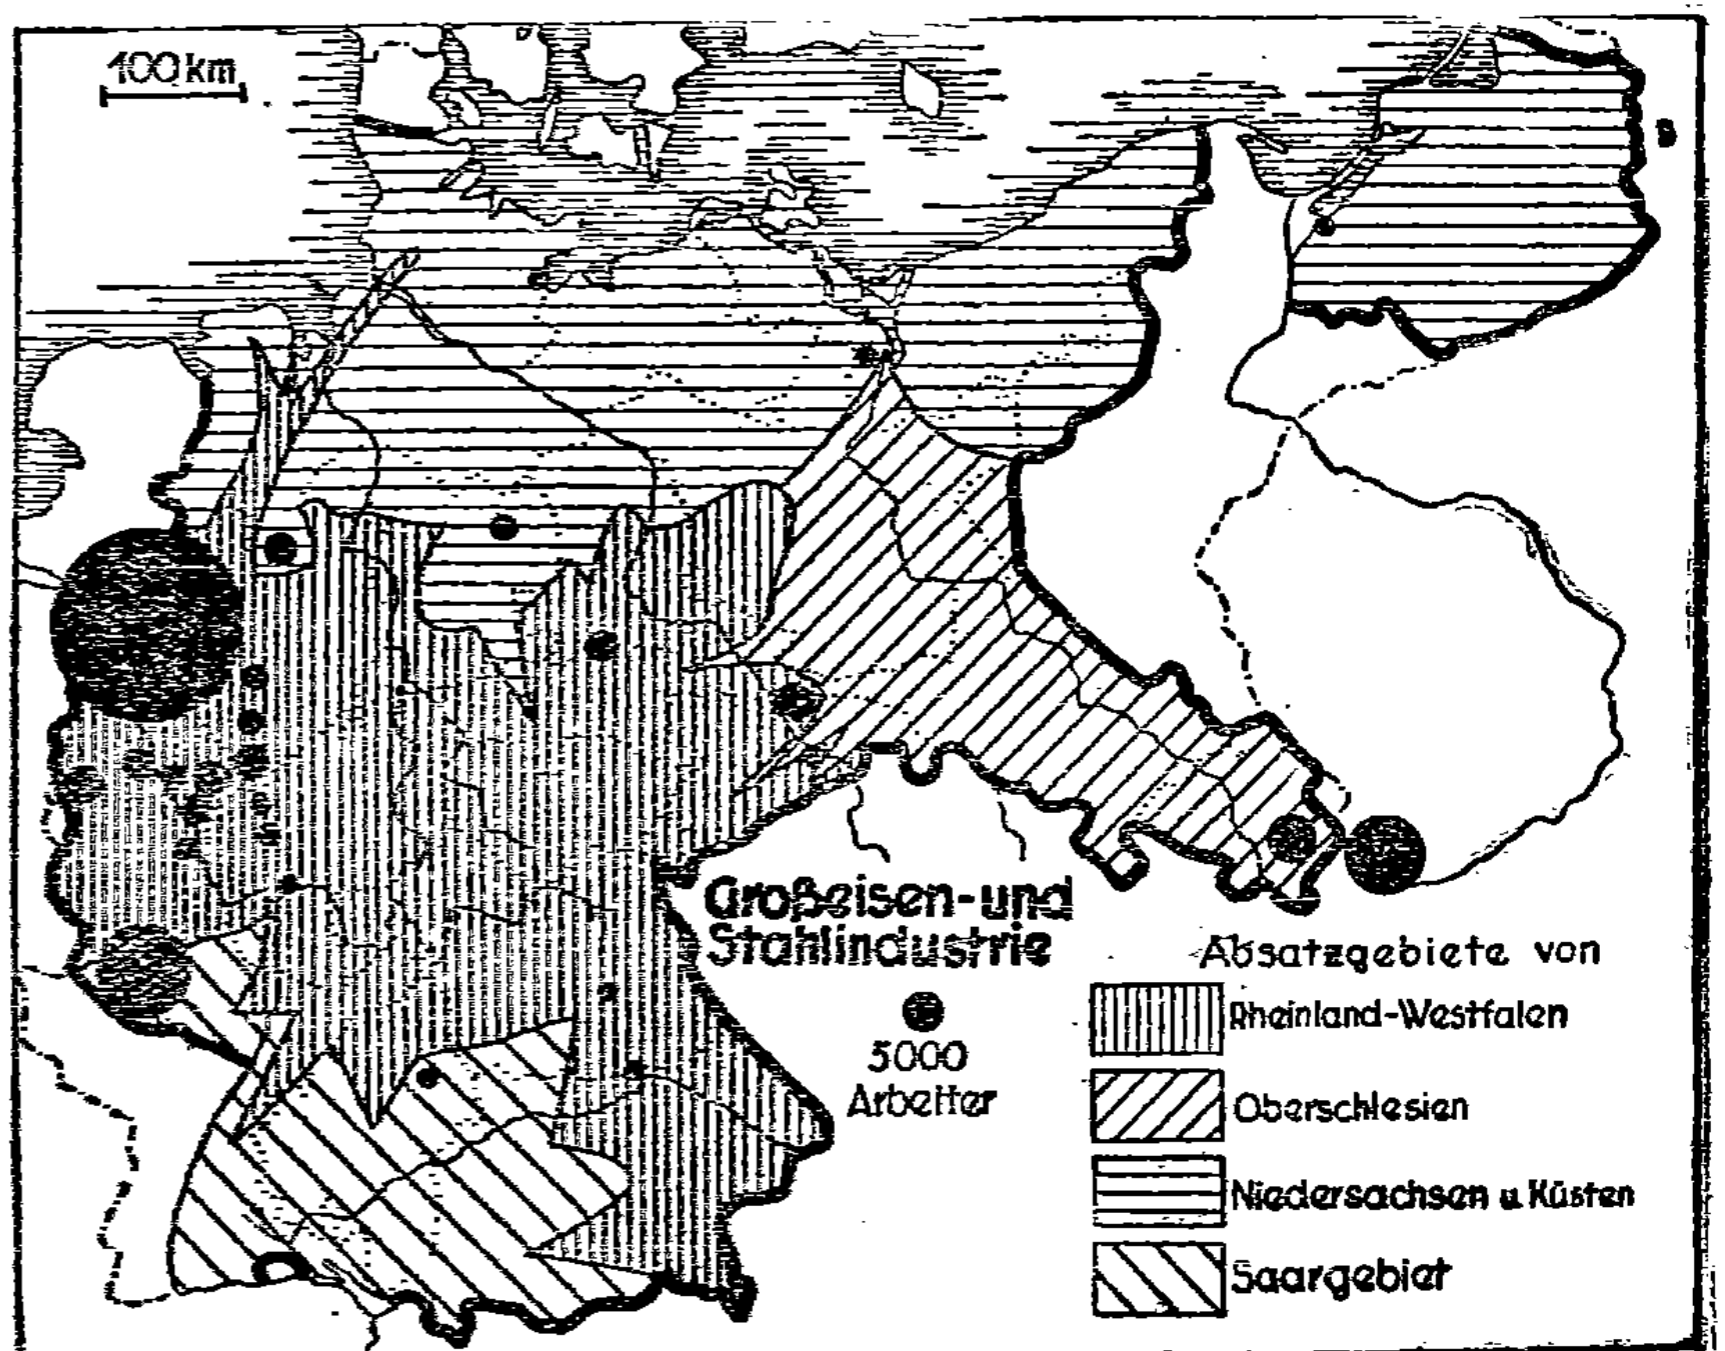 100 km
Großeisen- und
Stahlindustrie
5000
Arbeiter
Absatzgebiete von
Rheinland-Westfalen
Oberschlesien
Niedersachsen u Küsten
Saargebiet